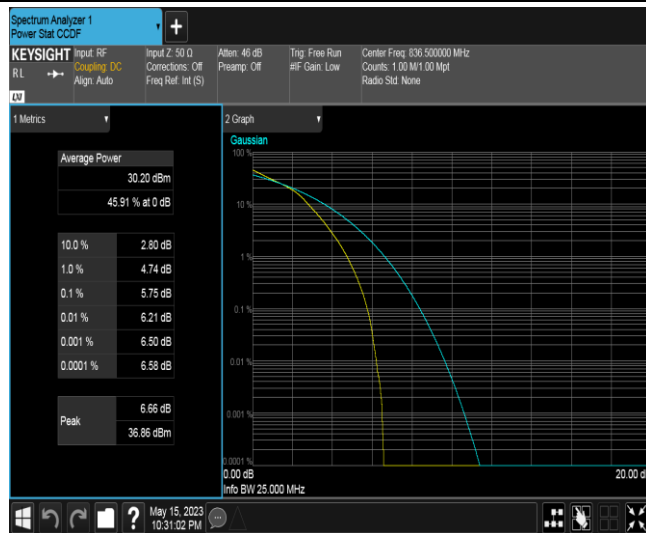 Spectrum Analyzer 1
Power Stat CCDF
KEYSIGHT
RL
Input: RF
Coupling: DC
Align: Auto
Input Z: 50 Ω
Corrections: Off
Freq Ref: Int (S)
Atten: 46 dB
Preamp: Off
Trig: Free Run
#IF Gain: Low
Center Freq: 836.500000 MHz
Counts: 1.00 M/1.00 Mpt
Radio Std: None
1 Metrics
Average Power
30.20 dBm
45.91 % at 0 dB
10.0 % 2.80 dB
1.0 % 4.74 dB
0.1 % 5.75 dB
0.01 % 6.21 dB
0.001 % 6.50 dB
0.0001 % 6.58 dB
Peak
6.66 dB
36.86 dBm
2 Graph
Gaussian
100 %
10 %
1 %
0.1 %
0.01 %
0.001 %
0.0001 %
0.00 dB
20.00 d
Info BW 25.000 MHz
May 15, 2023
10:31:02 PM